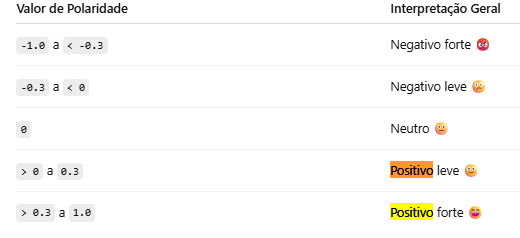 Valor de Polaridade Interpretação Geral
-1.0 a < -0.3 Negativo forte 😡
-0.3 a < 0 Negativo leve 🫤
0 Neutro 😐
> 0 a 0.3 Positivo leve 🙂
> 0.3 a 1.0 Positivo forte 😄